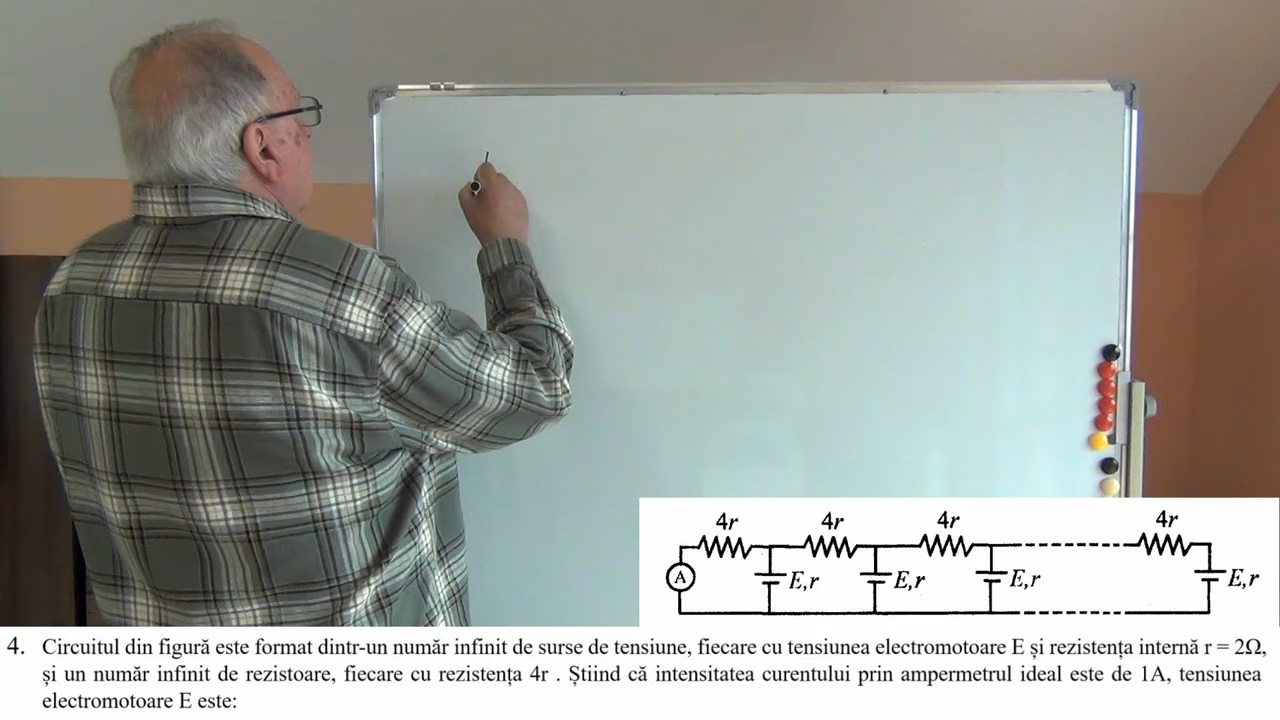 4r 4r 4r 4r
A E,r E,r E,r E,r
4. Circuitul din figură este format dintr-un număr infinit de surse de tensiune, fiecare cu tensiunea electromotoare E și rezistența internă r = 2Ω,
și un număr infinit de rezistoare, fiecare cu rezistența 4r . Știind că intensitatea curentului prin ampermetrul ideal este de 1A, tensiunea
electromotoare E este: